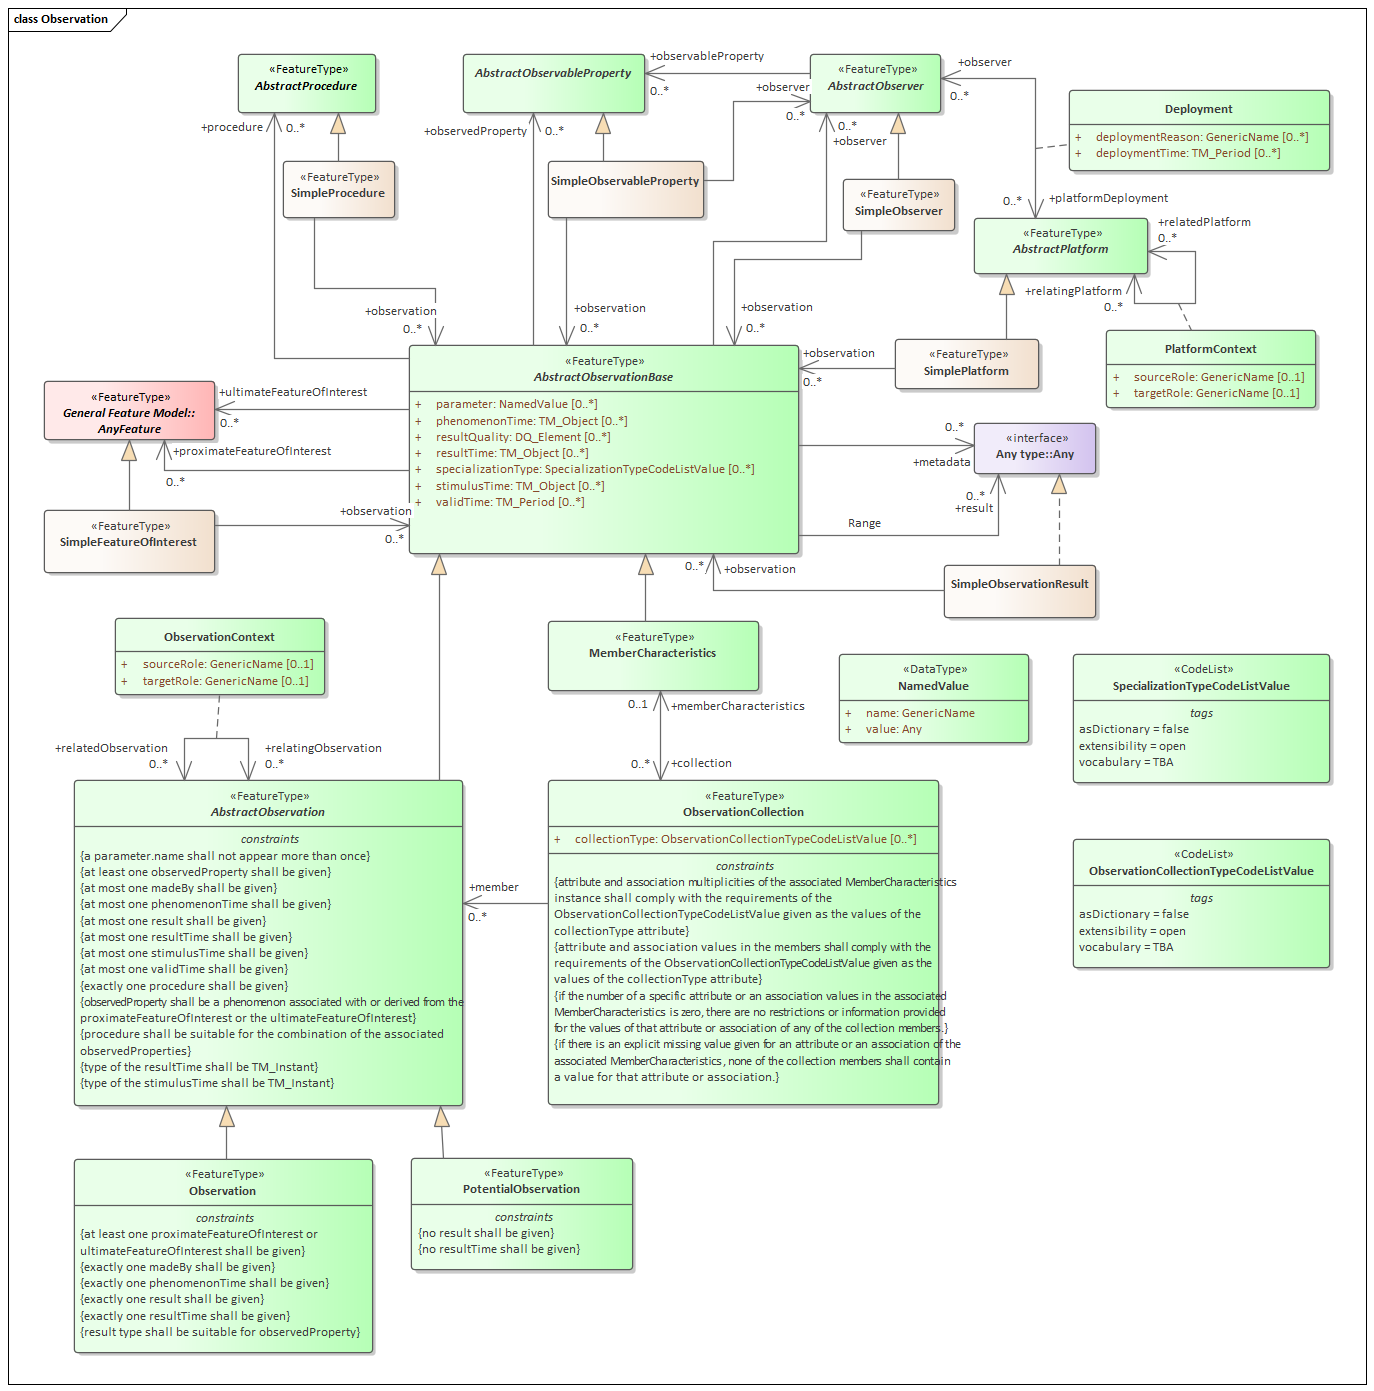 class Observation
«FeatureType»
AbstractProcedure
AbstractObservableProperty
«FeatureType»
AbstractObserver
+observableProperty
0..*
+observer
0..*
+observer
0..*
Deployment
+ deploymentReason: GenericName [0..*]
+ deploymentTime: TM_Period [0..*]
+procedure
0..*
+observedProperty
0..*
0..*
+observer
«FeatureType»
SimpleProcedure
SimpleObservableProperty
«FeatureType»
SimpleObserver
0..*
+platformDeployment
«FeatureType»
AbstractPlatform
+relatedPlatform
0..*
+relatingPlatform
0..*
+observation
0..*
+observation
0..*
+observation
0..*
PlatformContext
+ sourceRole: GenericName [0..1]
+ targetRole: GenericName [0..1]
«FeatureType»
SimplePlatform
+observation
0..*
«FeatureType»
AbstractObservationBase
+ parameter: NamedValue [0..*]
+ phenomenonTime: TM_Object [0..*]
+ resultQuality: DQ_Element [0..*]
+ resultTime: TM_Object [0..*]
+ specializationType: SpecializationTypeCodeListValue [0..*]
+ stimulusTime: TM_Object [0..*]
+ validTime: TM_Period [0..*]
«FeatureType»
General Feature Model::
AnyFeature
+ultimateFeatureOfInterest
0..*
+proximateFeatureOfInterest
0..*
«FeatureType»
SimpleFeatureOfInterest
+observation
0..*
0..*
+metadata
«interface»
Any type::Any
0..*
+result
Range
SimpleObservationResult
0..*
+observation
ObservationContext
+ sourceRole: GenericName [0..1]
+ targetRole: GenericName [0..1]
«FeatureType»
MemberCharacteristics
0..1
+memberCharacteristics
0..*
+collection
«DataType»
NamedValue
+ name: GenericName
+ value: Any
«CodeList»
SpecializationTypeCodeListValue
tags
asDictionary = false
extensibility = open
vocabulary = TBA
+relatedObservation
0..*
+relatingObservation
0..*
«FeatureType»
AbstractObservation
constraints
{a parameter.name shall not appear more than once}
{at least one observedProperty shall be given}
{at most one madeBy shall be given}
{at most one phenomenonTime shall be given}
{at most one result shall be given}
{at most one resultTime shall be given}
{at most one stimulusTime shall be given}
{at most one validTime shall be given}
{exactly one procedure shall be given}
{observedProperty shall be a phenomenon associated with or derived from the
proximateFeatureOfInterest or the ultimateFeatureOfInterest}
{procedure shall be suitable for the combination of the associated
observedProperties}
{type of the resultTime shall be TM_Instant}
{type of the stimulusTime shall be TM_Instant}
+member
0..*
«FeatureType»
ObservationCollection
+ collectionType: ObservationCollectionTypeCodeListValue [0..*]
constraints
{attribute and association multiplicities of the associated MemberCharacteristics
instance shall comply with the requirements of the
ObservationCollectionTypeCodeListValue given as the values of the
collectionType attribute}
{attribute and association values in the members shall comply with the
requirements of the ObservationCollectionTypeCodeListValue given as the
values of the collectionType attribute}
{if the number of a specific attribute or an association values in the associated
MemberCharacteristics is zero, there are no restrictions or information provided
for the values of that attribute or association of any of the collection members.}
{if there is an explicit missing value given for an attribute or an association of the
associated MemberCharacteristics, none of the collection members shall contain
a value for that attribute or association.}
«CodeList»
ObservationCollectionTypeCodeListValue
tags
asDictionary = false
extensibility = open
vocabulary = TBA
«FeatureType»
Observation
constraints
{at least one proximateFeatureOfInterest or
ultimateFeatureOfInterest shall be given}
{exactly one madeBy shall be given}
{exactly one phenomenonTime shall be given}
{exactly one result shall be given}
{exactly one resultTime shall be given}
{result type shall be suitable for observedProperty}
«FeatureType»
PotentialObservation
constraints
{no result shall be given}
{no resultTime shall be given}